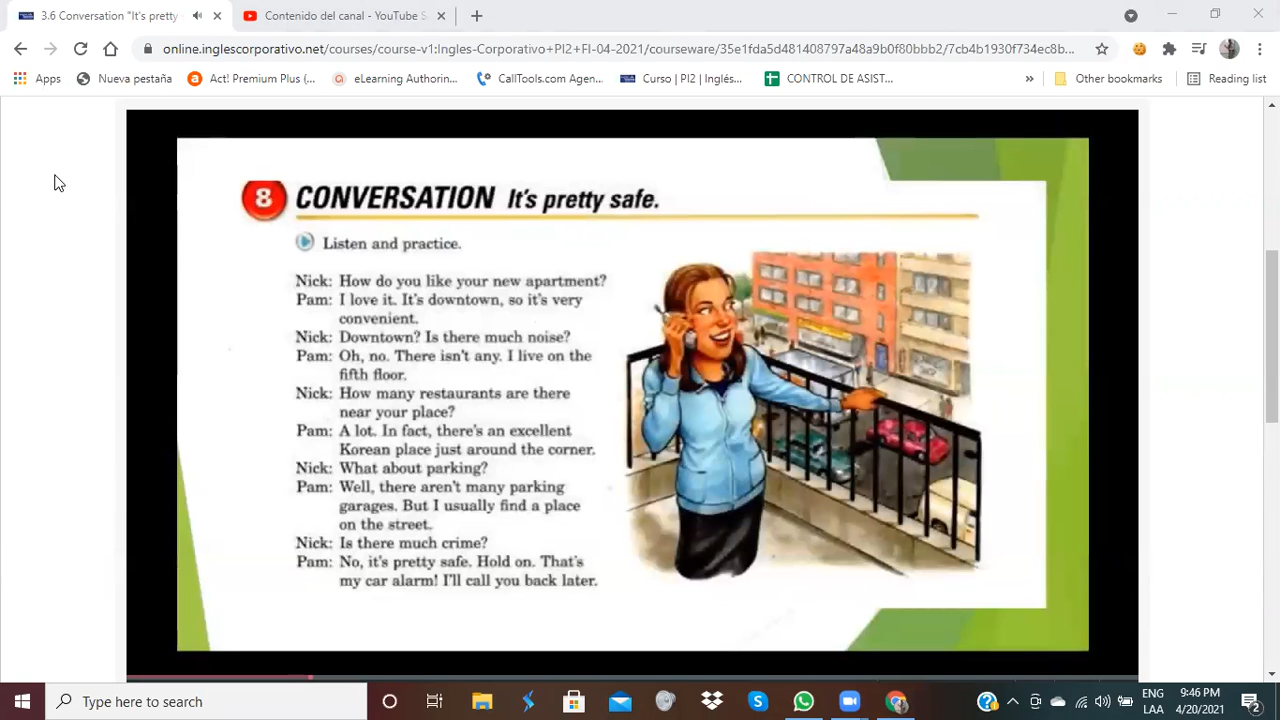 3.6 Conversation "It's pretty
Contenido del canal - YouTube S
online.inglescorporativo.net/courses/course-v1:Ingles-Corporativo+PI2+FI-04-2021/courseware/35e1fda5d481408797a48a9b0f80bbb2/7cb4b1930f734ec8b...
Apps
Nueva pestaña
Act! Premium Plus (...
eLearning Authorin...
CallTools.com Agen...
Curso | PI2 | Inglés...
CONTROL DE ASIST...
»
Other bookmarks
Reading list
8 CONVERSATION It's pretty safe.
Listen and practice.
Nick: How do you like your new apartment?
Pam: I love it. It's downtown, so it's very
convenient.
Nick: Downtown? Is there much noise?
Pam: Oh, no. There isn't any. I live on the
fifth floor.
Nick: How many restaurants are there
near your place?
Pam: A lot. In fact, there's an excellent
Korean place just around the corner.
Nick: What about parking?
Pam: Well, there aren't many parking
garages. But I usually find a place
on the street.
Nick: Is there much crime?
Pam: No, it's pretty safe. Hold on. That's
my car alarm! I'll call you back later.
Type here to search
ENG
LAA
9:46 PM
4/20/2021
2